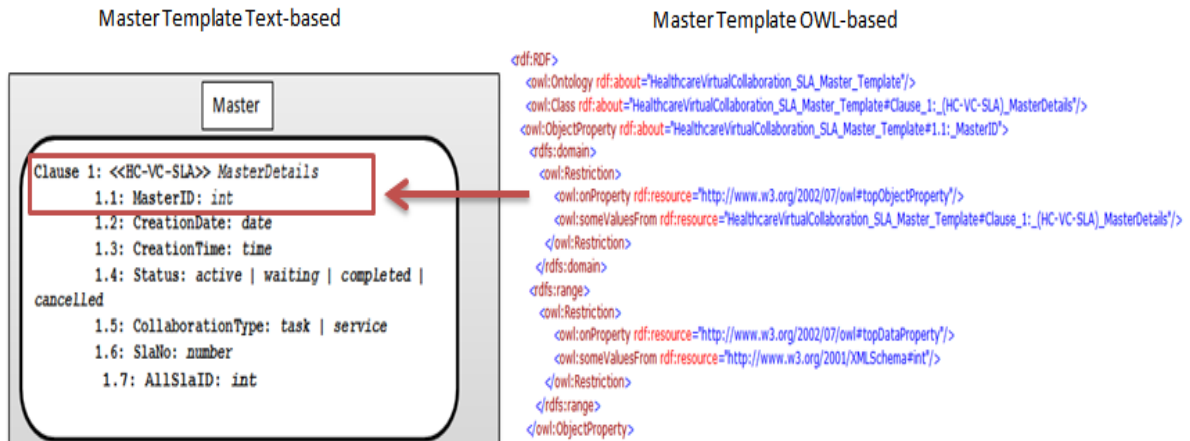 Master Template Text-based
Master
Clause 1: <<HC-VC-SLA>> MasterDetails
1.1: MasterID: int
1.2: CreationDate: date
1.3: CreationTime: time
1.4: Status: active | waiting | completed |
cancelled
1.5: CollaborationType: task | service
1.6: SlaNo: number
1.7: AllSlaID: int
Master Template OWL-based
<rdf:RDF>
<owl:Ontology rdf:about="HealthcareVirtualCollaboration_SLA_Master_Template"/>
<owl:Class rdf:about="HealthcareVirtualCollaboration_SLA_Master_Template#Clause_1:_(HC-VC-SLA)_MasterDetails"/>
<owl:ObjectProperty rdf:about="HealthcareVirtualCollaboration_SLA_Master_Template#1.1:_MasterID">
<rdfs:domain>
<owl:Restriction>
<owl:onProperty rdf:resource="http://www.w3.org/2002/07/owl#topObjectProperty"/>
<owl:someValuesFrom rdf:resource="HealthcareVirtualCollaboration_SLA_Master_Template#Clause_1:_(HC-VC-SLA)_MasterDetails"/>
</owl:Restriction>
</rdfs:domain>
<rdfs:range>
<owl:Restriction>
<owl:onProperty rdf:resource="http://www.w3.org/2002/07/owl#topDataProperty"/>
<owl:someValuesFrom rdf:resource="http://www.w3.org/2001/XMLSchema#int"/>
</owl:Restriction>
</rdfs:range>
</owl:ObjectProperty>